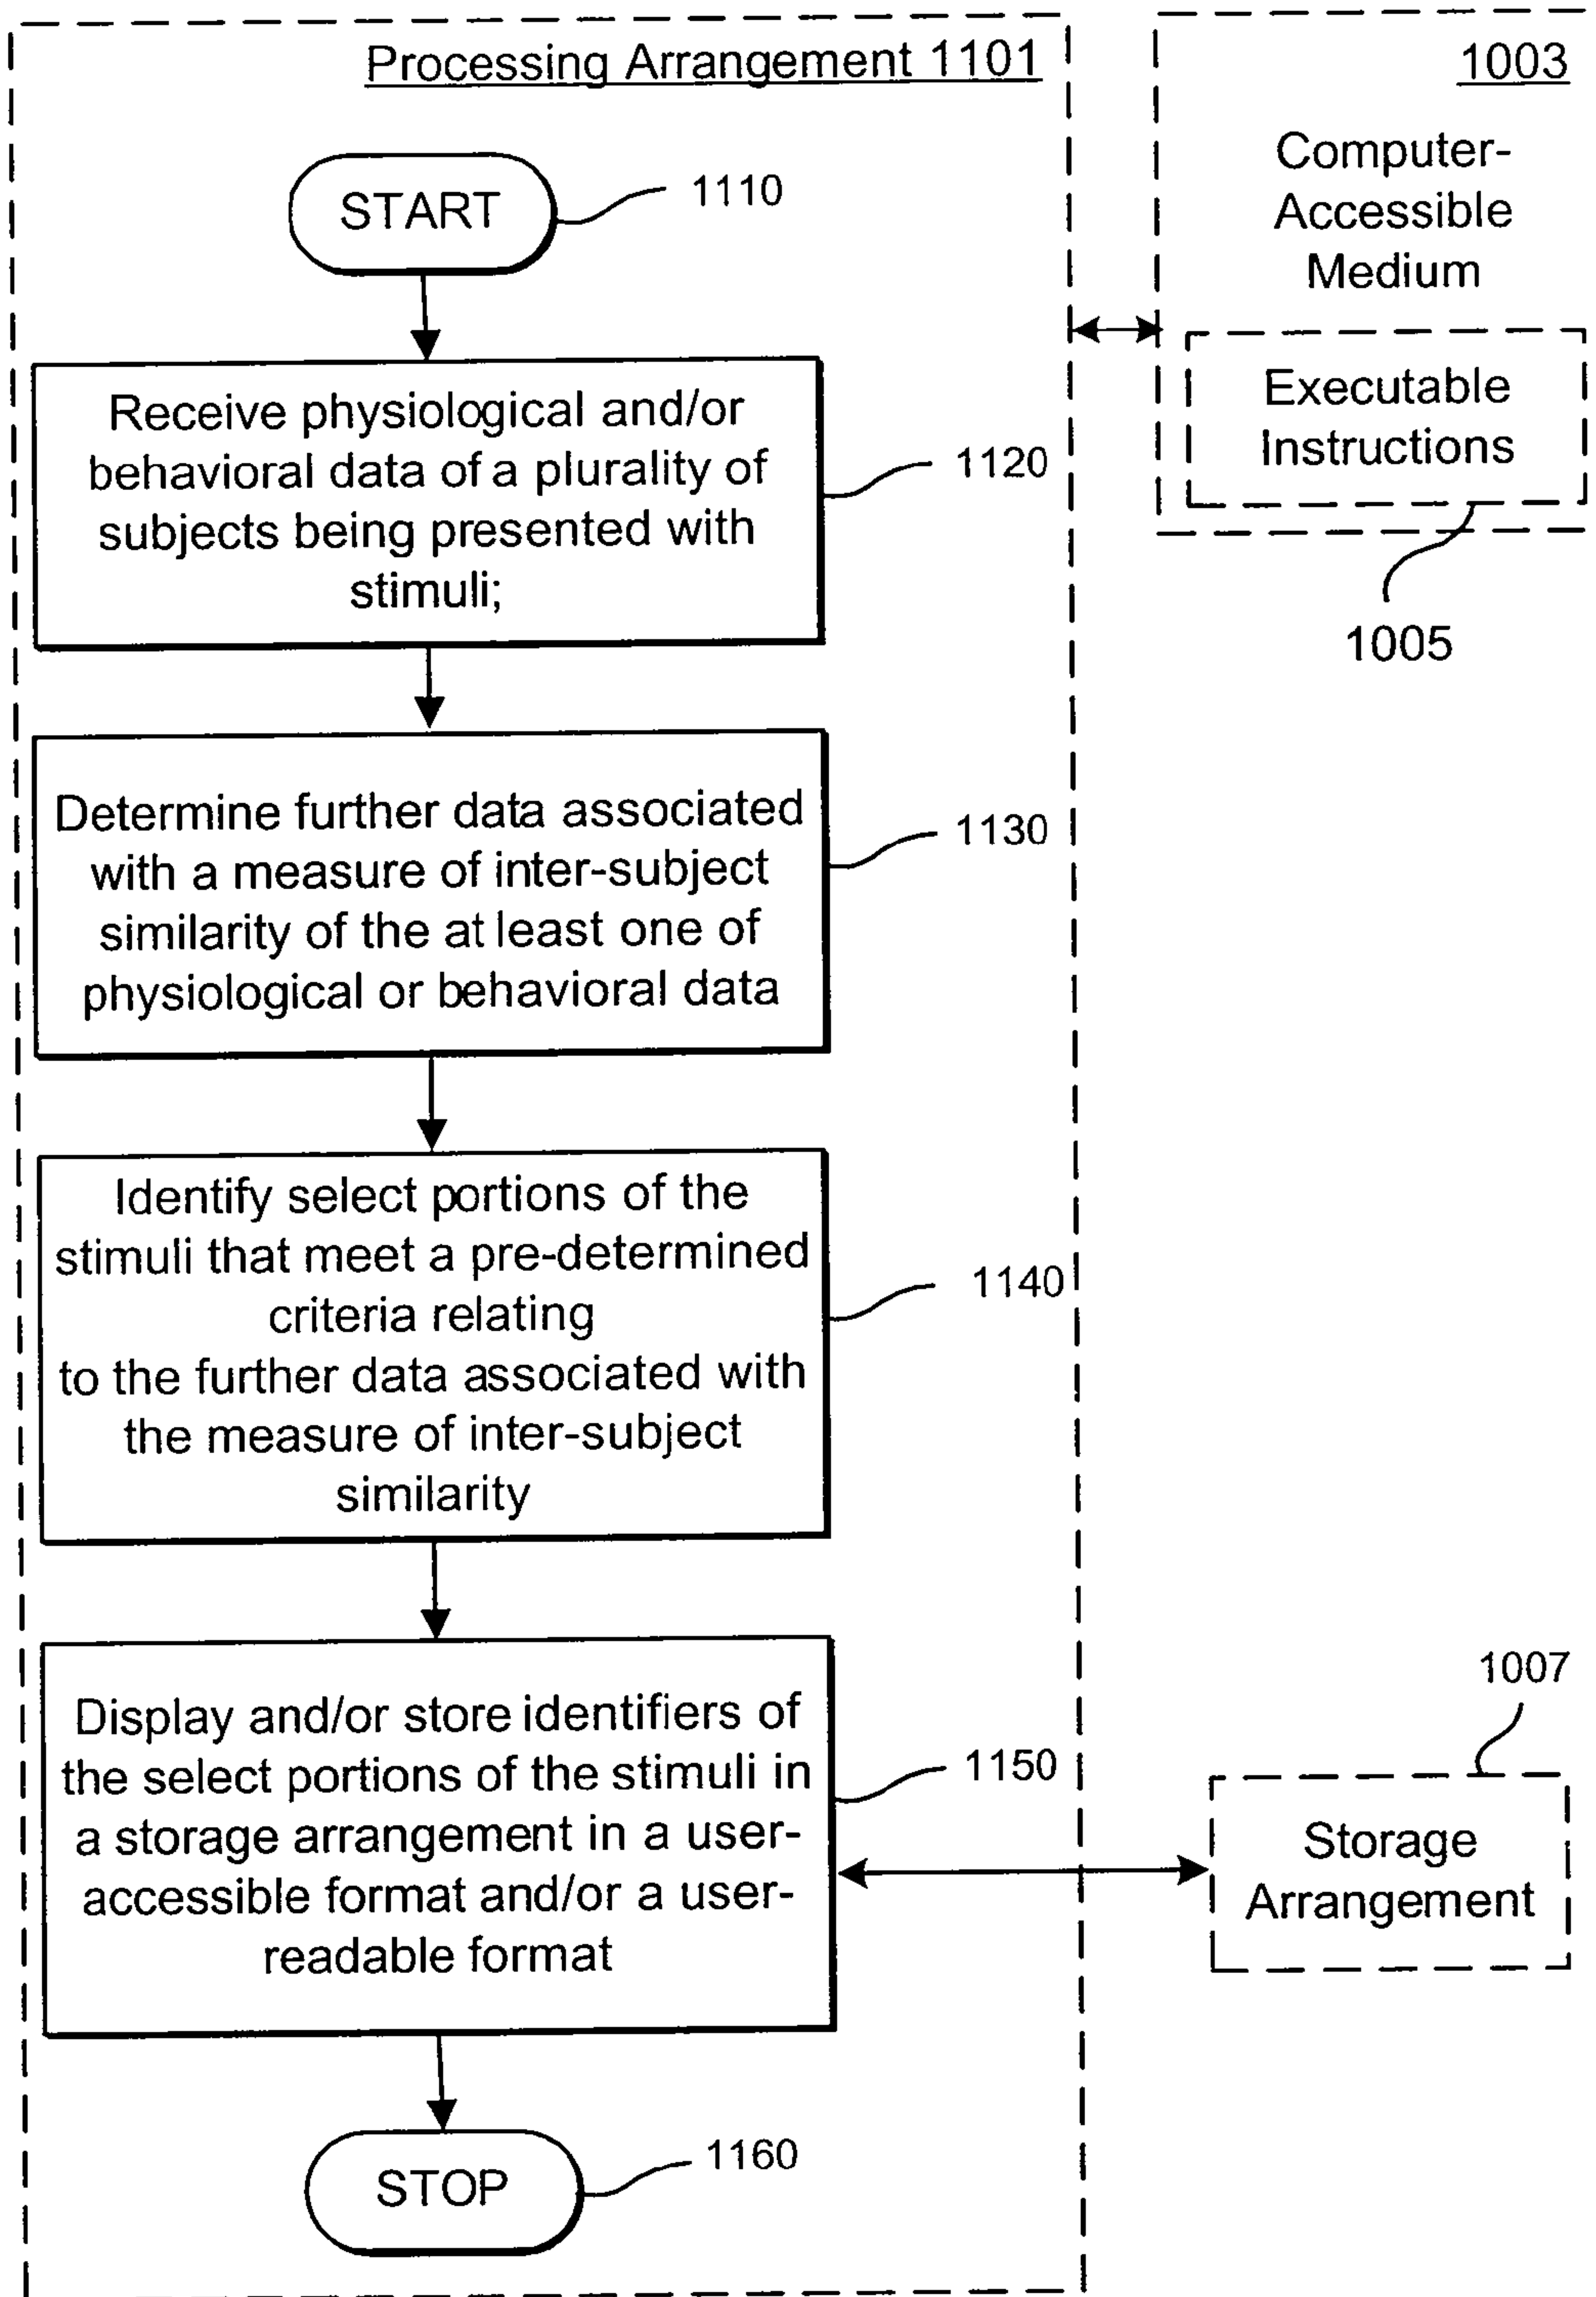 Processing Arrangement 1101
START
1110
Receive physiological and/or
behavioral data of a plurality of
subjects being presented with
stimuli;
1120
Determine further data associated
with a measure of inter-subject
similarity of the at least one of
physiological or behavioral data
1130
Identify select portions of the
stimuli that meet a pre-determined
criteria relating
to the further data associated with
the measure of inter-subject
similarity
1140
Display and/or store identifiers of
the select portions of the stimuli in
a storage arrangement in a user-
accessible format and/or a user-
readable format
1150
STOP
1160
1003
Computer-
Accessible
Medium
Executable
Instructions
1005
1007
Storage
Arrangement